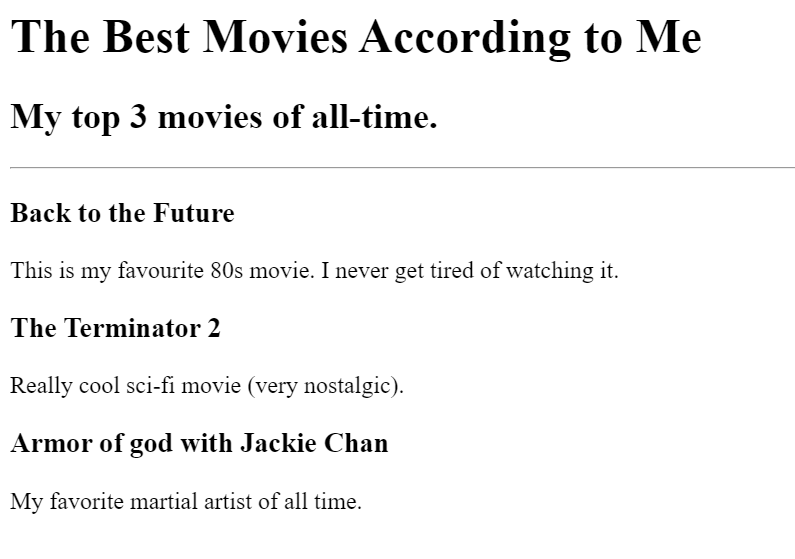 The Best Movies According to Me
My top 3 movies of all-time.
Back to the Future
This is my favourite 80s movie. I never get tired of watching it.
The Terminator 2
Really cool sci-fi movie (very nostalgic).
Armor of god with Jackie Chan
My favorite martial artist of all time.